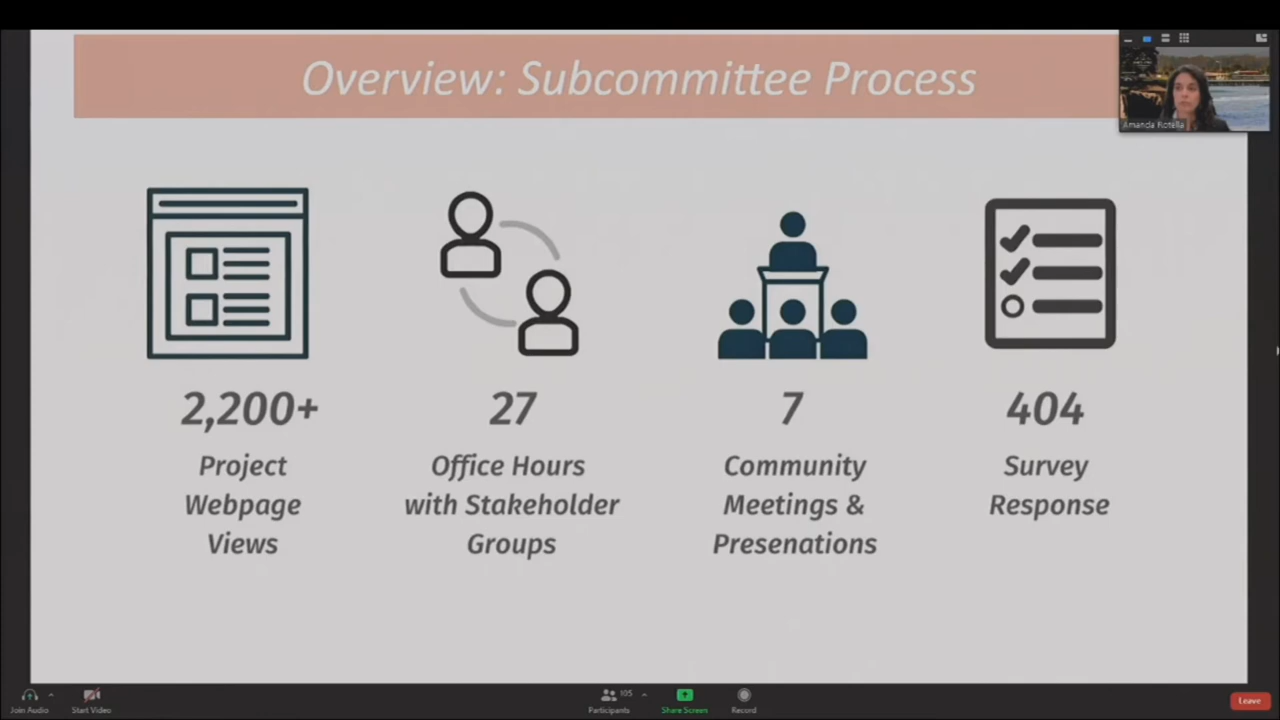 Overview: Subcommittee Process
Amanda Rotella
2,200+
Project
Webpage
Views
27
Office Hours
with Stakeholder
Groups
7
Community
Meetings &
Presenations
404
Survey
Response
Join Audio
Start Video
105
Participants
Share Screen
Record
Leave